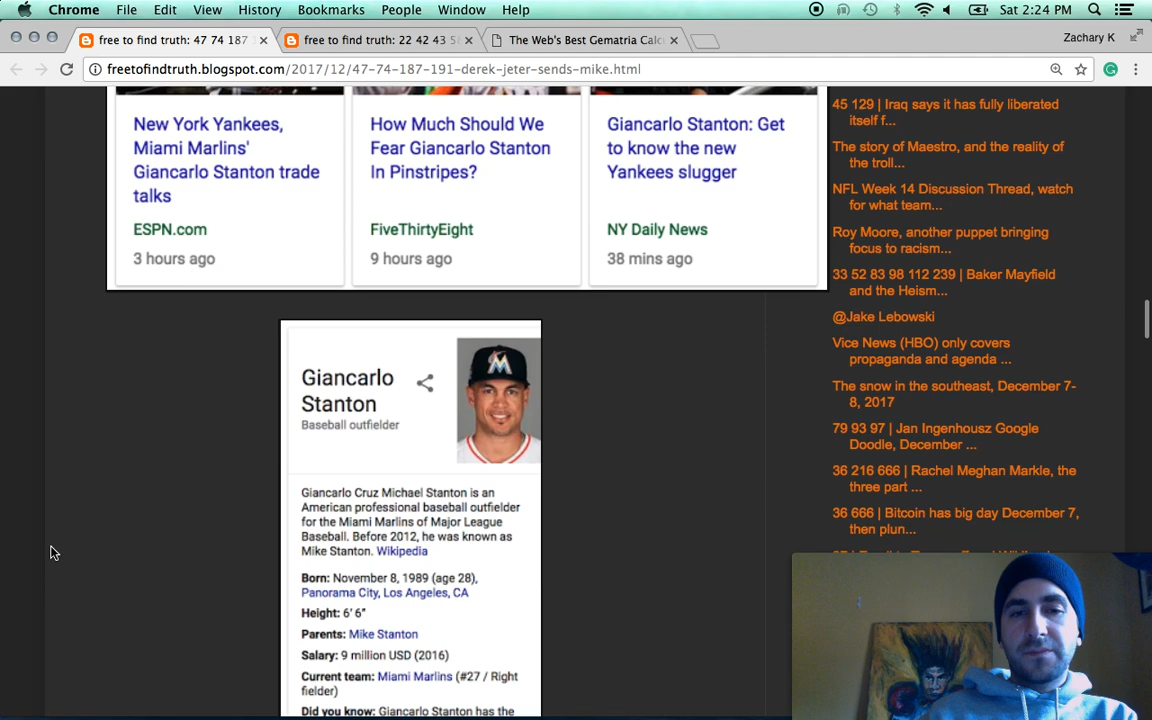 Chrome File Edit View History Bookmarks People Window Help Sat 2:24 PM Zachary K
free to find truth: 47 74 187 free to find truth: 22 42 43 The Web's Best Gematria Calc
freetofindtruth.blogspot.com/2017/12/47-74-187-191-derek-jeter-sends-mike.html
New York Yankees,
Miami Marlins'
Giancarlo Stanton trade
talks
ESPN.com
3 hours ago
How Much Should We
Fear Giancarlo Stanton
In Pinstripes?
FiveThirtyEight
9 hours ago
Giancarlo Stanton: Get
to know the new
Yankees slugger
NY Daily News
38 mins ago
Giancarlo
Stanton
Baseball outfielder
Giancarlo Cruz Michael Stanton is an
American professional baseball outfielder
for the Miami Marlins of Major League
Baseball. Before 2012, he was known as
Mike Stanton. Wikipedia
Born: November 8, 1989 (age 28),
Panorama City, Los Angeles, CA
Height: 6' 6"
Parents: Mike Stanton
Salary: 9 million USD (2016)
Current team: Miami Marlins (#27 / Right
fielder)
Did you know: Giancarlo Stanton has the
45 129 | Iraq says it has fully liberated
itself f...
The story of Maestro, and the reality of
the troll...
NFL Week 14 Discussion Thread, watch
for what team...
Roy Moore, another puppet bringing
focus to racism...
33 52 83 98 112 239 | Baker Mayfield
and the Heism...
@Jake Lebowski
Vice News (HBO) only covers
propaganda and agenda ...
The snow in the southeast, December 7-
8, 2017
79 93 97 | Jan Ingenhousz Google
Doodle, December ...
36 216 666 | Rachel Meghan Markle, the
three part ...
36 666 | Bitcoin has big day December 7,
then plun...